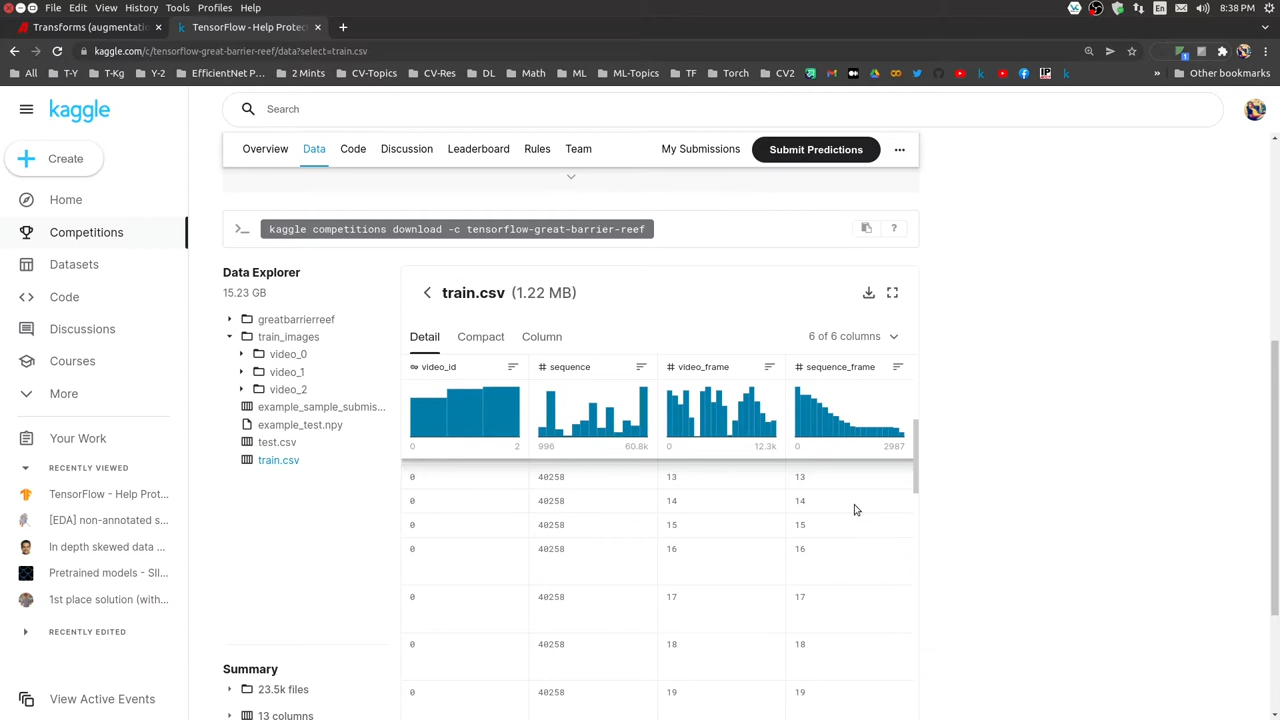 File Edit View History Bookmarks Tools Profiles Help
En
8:38 PM
Transforms (augmentatio
TensorFlow - Help Protec
kaggle.com/c/tensorflow-great-barrier-reef/data?select=train.csv
All T-Y T-Kg Y-2 EfficientNet P... 2 Mints CV-Topics CV-Res DL Math ML ML-Topics TF Torch CV2
Other bookmarks
kaggle
Search
Create
Home
Competitions
Datasets
Code
Discussions
Courses
More
Your Work
RECENTLY VIEWED
TensorFlow - Help Prot...
[EDA] non-annotated s...
In depth skewed data ...
Pretrained models - SII...
1st place solution (with...
RECENTLY EDITED
View Active Events
Overview Data Code Discussion Leaderboard Rules Team My Submissions Submit Predictions
kaggle competitions download -c tensorflow-great-barrier-reef
?
Data Explorer
15.23 GB
greatbarrierreef
train_images
video_0
video_1
video_2
example_sample_submis...
example_test.npy
test.csv
train.csv
Summary
23.5k files
13 columns
train.csv (1.22 MB)
Detail Compact Column 6 of 6 columns
video_id # sequence # video_frame # sequence_frame
0 2 996 60.8k 0 12.3k 0 2987
0 40258 13 13
0 40258 14 14
0 40258 15 15
0 40258 16 16
0 40258 17 17
0 40258 18 18
0 40258 19 19